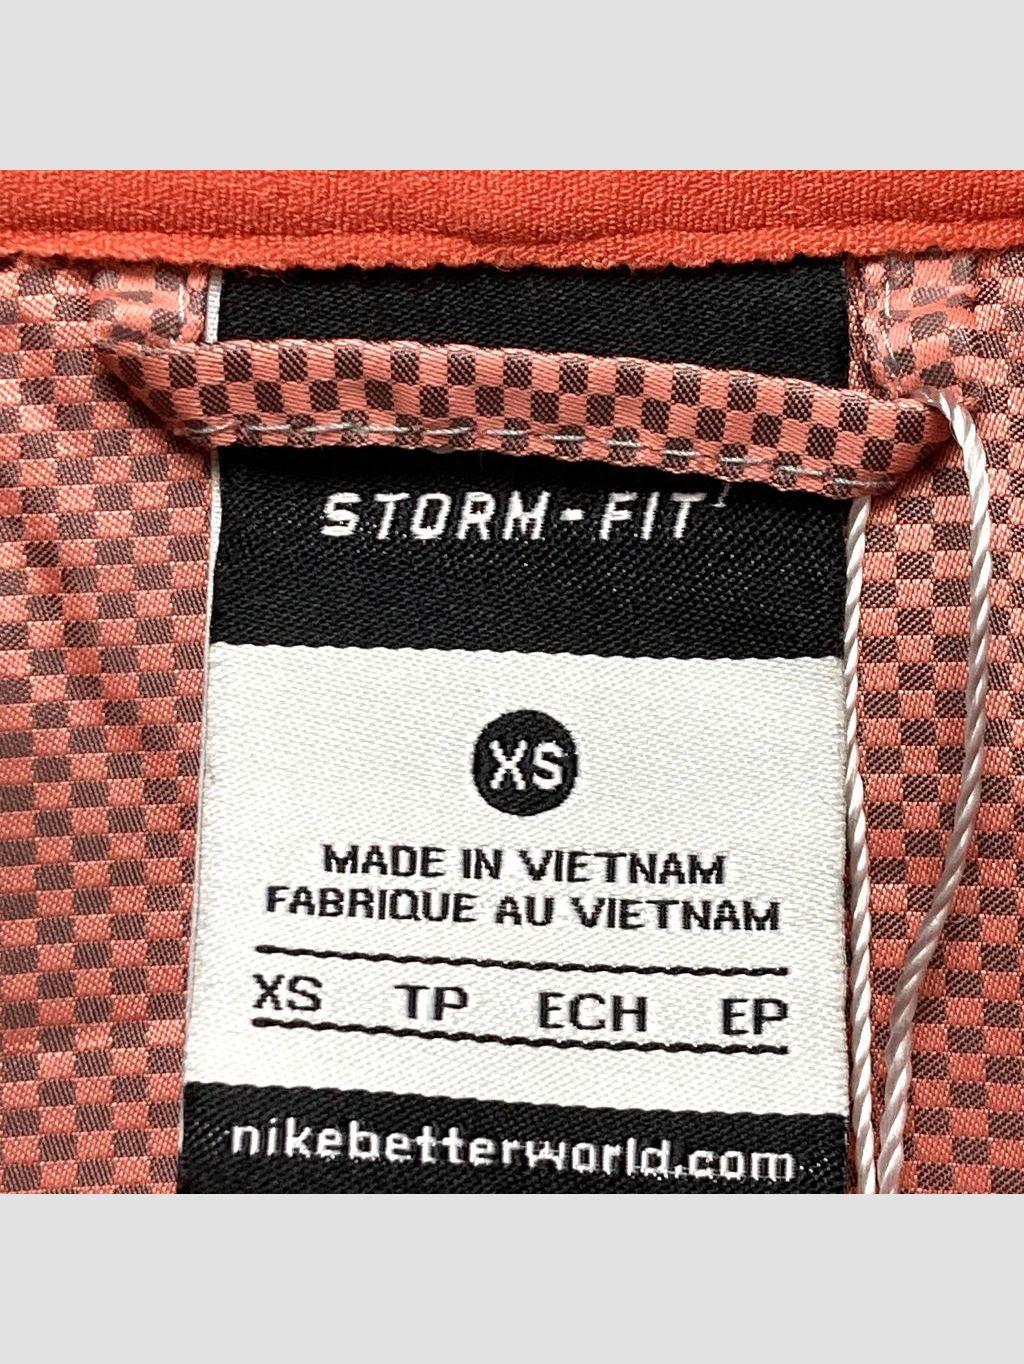 STORM-FIT
XS
MADE IN VIETNAM
FABRIQUE AU VIETNAM
XS TP ECH EP
nikebetterworld.com